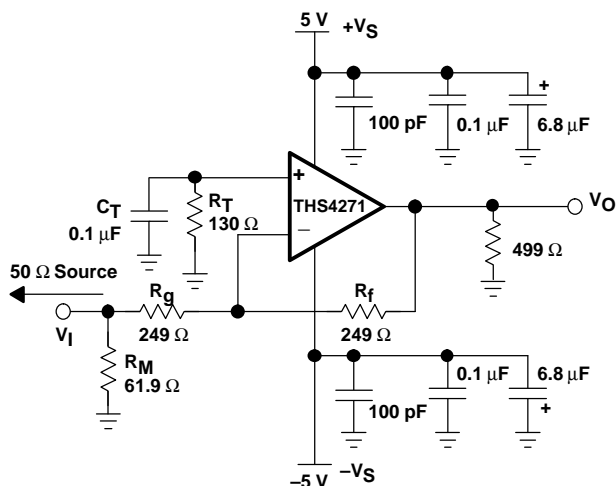 5 V
+VS
+
100 pF
0.1 µF
6.8 µF
+
THS4271
−
VO
CT
0.1 µF
RT
130 Ω
499 Ω
50 Ω Source
VI
Rg
249 Ω
Rf
249 Ω
RM
61.9 Ω
0.1 µF
6.8 µF
100 pF
+
−5 V
−VS